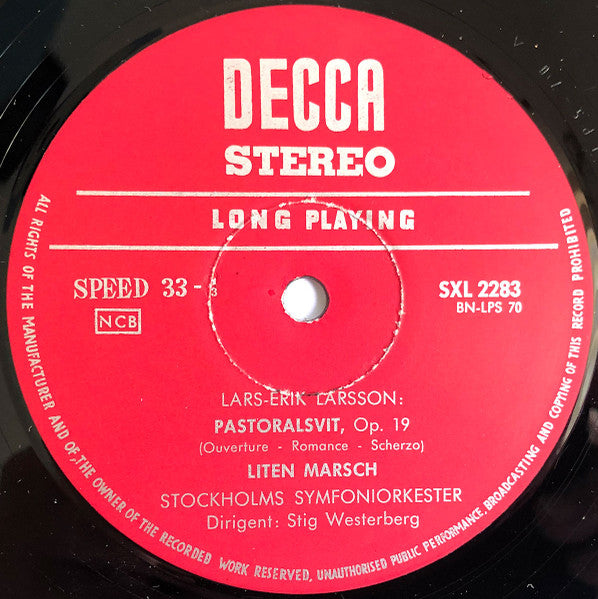 DECCA
STEREO
LONG PLAYING
SPEED 33 -
NCB
SXL 2283
BN-LPS 70
LARS-ERIK LARSSON:
PASTORALSVIT, Op. 19
(Ouverture - Romance - Scherzo)
LITEN MARSCH
STOCKHOLMS SYMFONIORKESTER
Dirigent: Stig Westerberg
ALL RIGHTS OF THE MANUFACTURER AND OF THE OWNER OF THE RECORDED WORK RESERVED, UNAUTHORISED PUBLIC PERFORMANCE, BROADCASTING AND COPYING OF THIS RECORD PROHIBITED